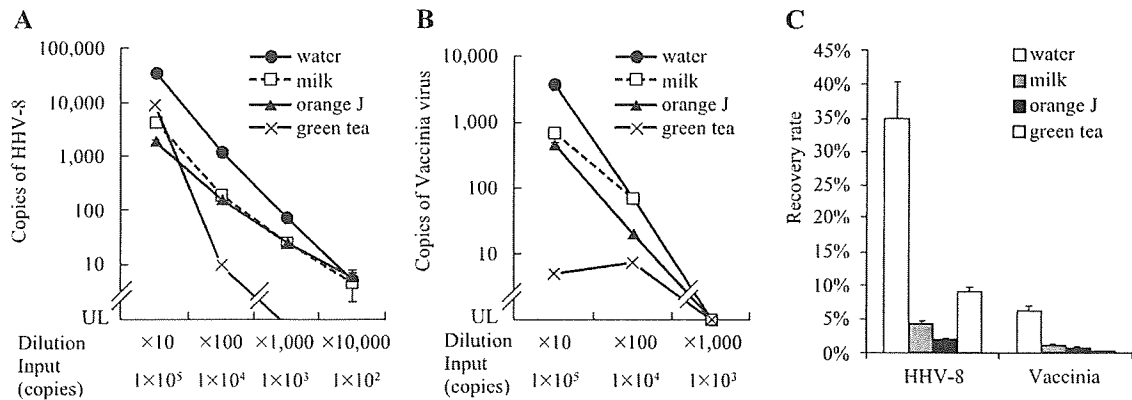 A
Copies of HHV-8
100,000
10,000
1,000
100
10
UL
water
milk
orange J
green tea
Dilution ×10 ×100 ×1,000 ×10,000
Input
(copies) 1×10⁵ 1×10⁴ 1×10³ 1×10²
B
Copies of Vaccinia virus
10,000
1,000
100
10
UL
water
milk
orange J
green tea
Dilution ×10 ×100 ×1,000
Input
(copies) 1×10⁵ 1×10⁴ 1×10³
C
Recovery rate
45%
40%
35%
30%
25%
20%
15%
10%
5%
0%
water
milk
orange J
green tea
HHV-8 Vaccinia